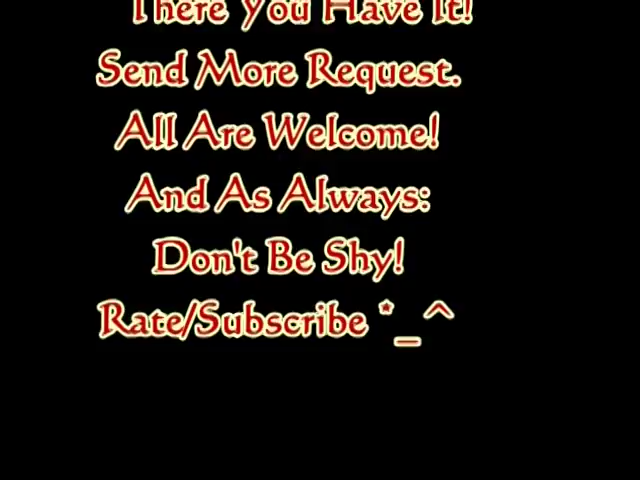 There You Have It!
Send More Request.
All Are Welcome!
And As Always:
Don't Be Shy!
Rate/Subscribe *_^